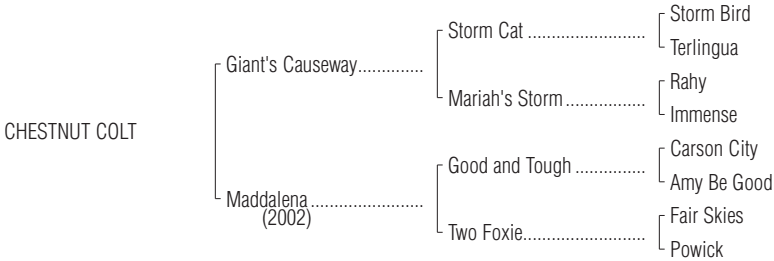 Storm Bird
Storm Cat ........................
Terlingua
Giant's Causeway..............
Rahy
Mariah's Storm ................
Immense
CHESTNUT COLT
Carson City
Good and Tough ..............
Amy Be Good
Maddalena .......................
(2002)
Fair Skies
Two Foxie.........................
Powick